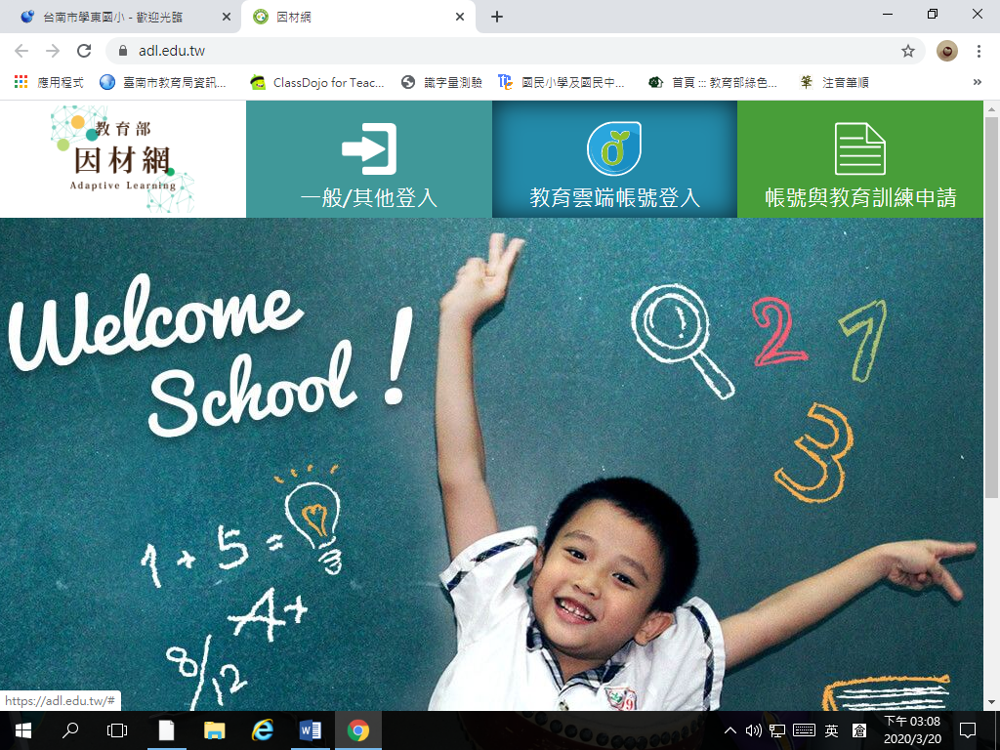 台南市學東國小 - 歡迎光臨
因材網
adl.edu.tw
應用程式
臺南市教育局資訊...
ClassDojo for Teac...
識字量測驗
國民小學及國民中...
首頁 ::: 教育部綠色...
注音筆順
教育部
因材網
Adaptive Learning
一般/其他登入
教育雲端帳號登入
帳號與教育訓練申請
Welcome
School !
2 7
3
1 + 5 =
A+
8/12
https://adl.edu.tw/#
英
倉
下午 03:08
2020/3/20